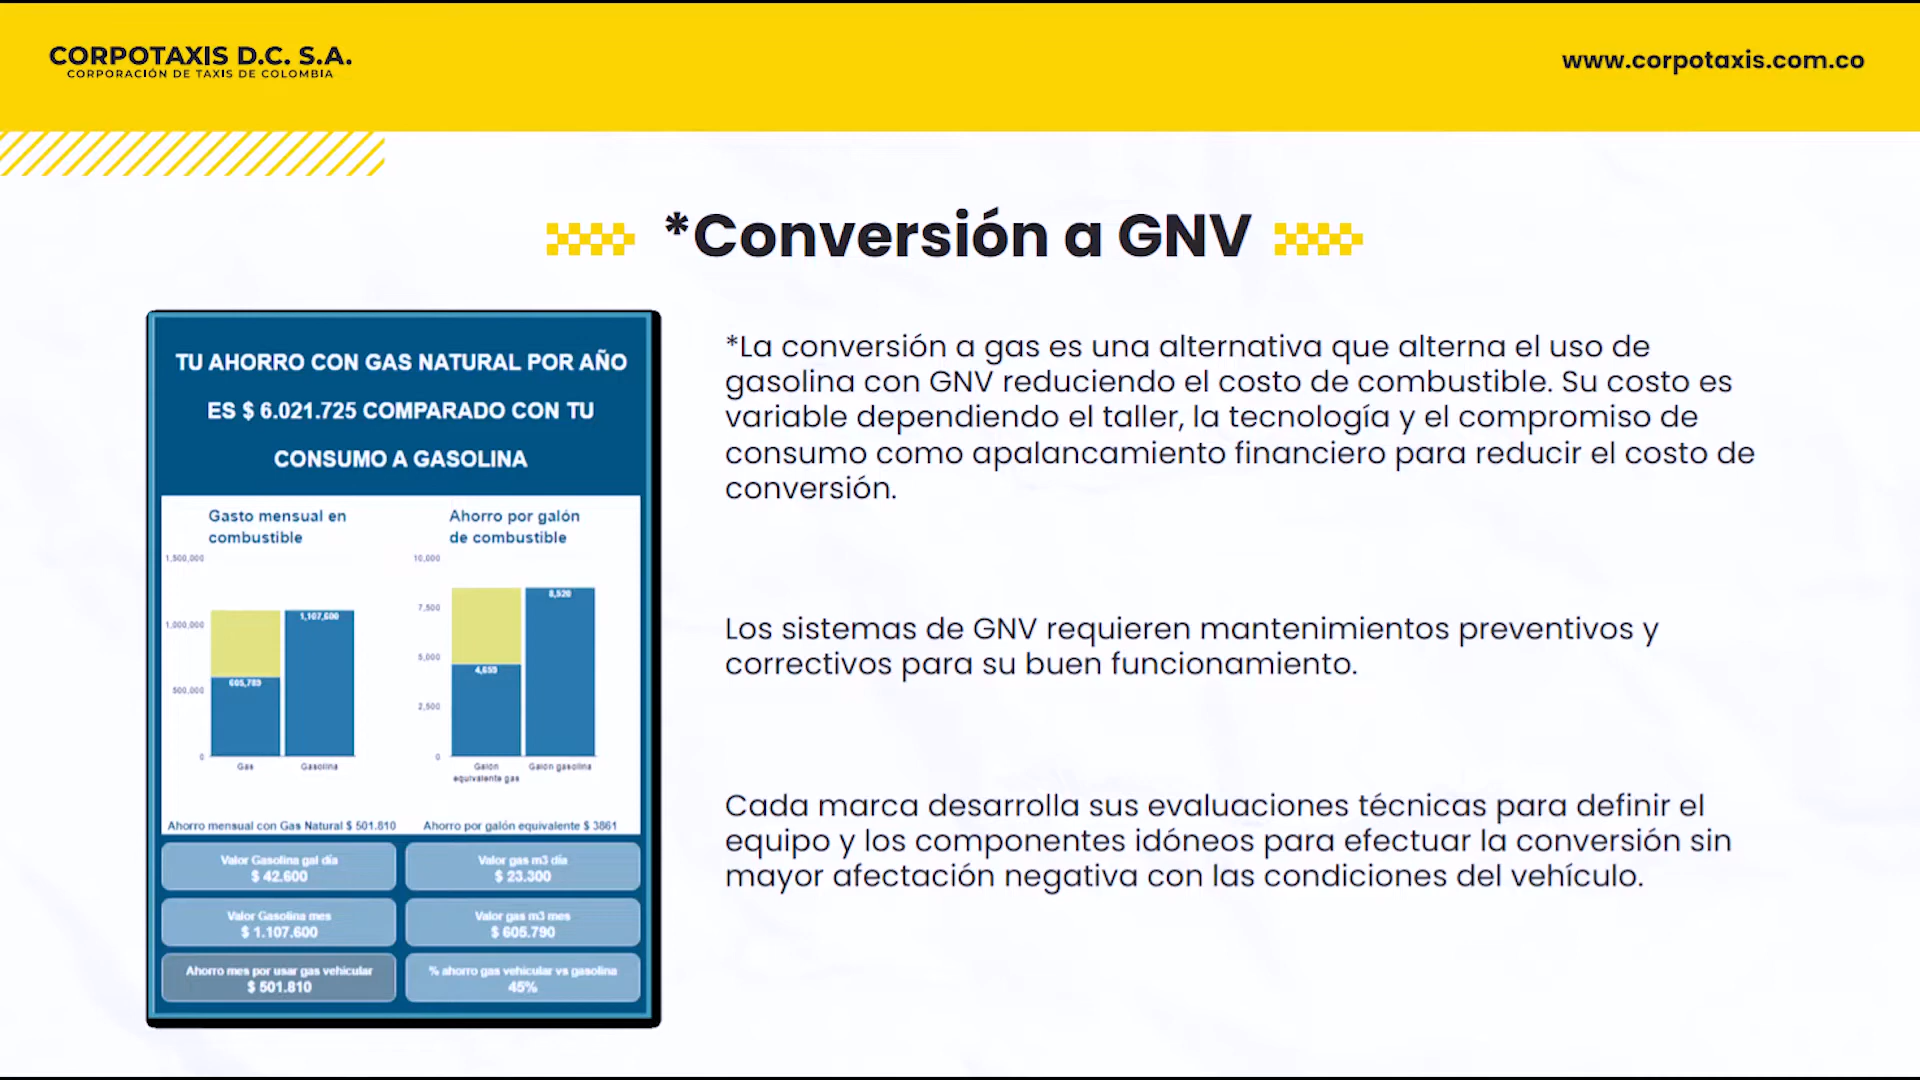 CORPOTAXIS D.C. S.A.
CORPORACIÓN DE TAXIS DE COLOMBIA
www.corpotaxis.com.co
*Conversión a GNV
TU AHORRO CON GAS NATURAL POR AÑO
ES $ 6.021.725 COMPARADO CON TU
CONSUMO A GASOLINA
Gasto mensual en
combustible
1,500,000
1,000,000
500,000
0
605,789
1,107,600
Gas
Gasolina
Ahorro mensual con Gas Natural $ 501.810
Ahorro por galón
de combustible
10,000
7,500
5,000
2,500
0
4,659
8,520
Galón
equivalente gas
Galón gasolina
Ahorro por galón equivalente $ 3861
Valor Gasolina gal día
$ 42.600
Valor gas m3 día
$ 23.300
Valor Gasolina mes
$ 1.107.600
Valor gas m3 mes
$ 605.790
Ahorro mes por usar gas vehicular
$ 501.810
% ahorro gas vehicular vs gasolina
45%
*La conversión a gas es una alternativa que alterna el uso de
gasolina con GNV reduciendo el costo de combustible. Su costo es
variable dependiendo el taller, la tecnología y el compromiso de
consumo como apalancamiento financiero para reducir el costo de
conversión.
Los sistemas de GNV requieren mantenimientos preventivos y
correctivos para su buen funcionamiento.
Cada marca desarrolla sus evaluaciones técnicas para definir el
equipo y los componentes idóneos para efectuar la conversión sin
mayor afectación negativa con las condiciones del vehículo.